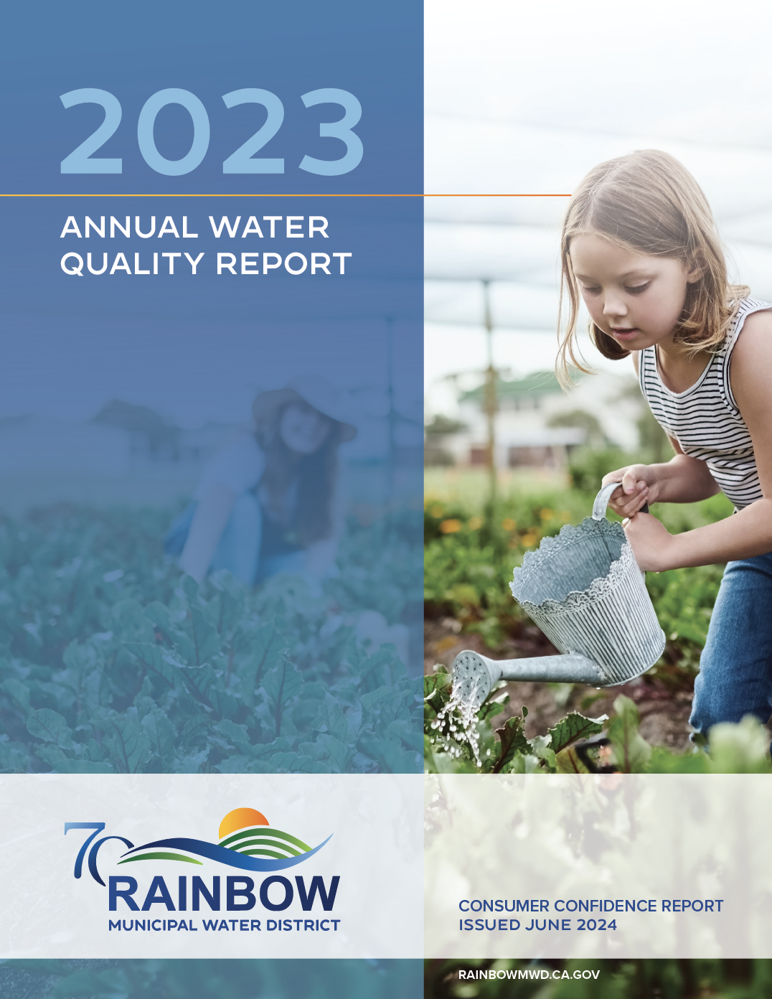 2023
ANNUAL WATER
QUALITY REPORT
70
RAINBOW
MUNICIPAL WATER DISTRICT
CONSUMER CONFIDENCE REPORT
ISSUED JUNE 2024
RAINBOWMWD.CA.GOV